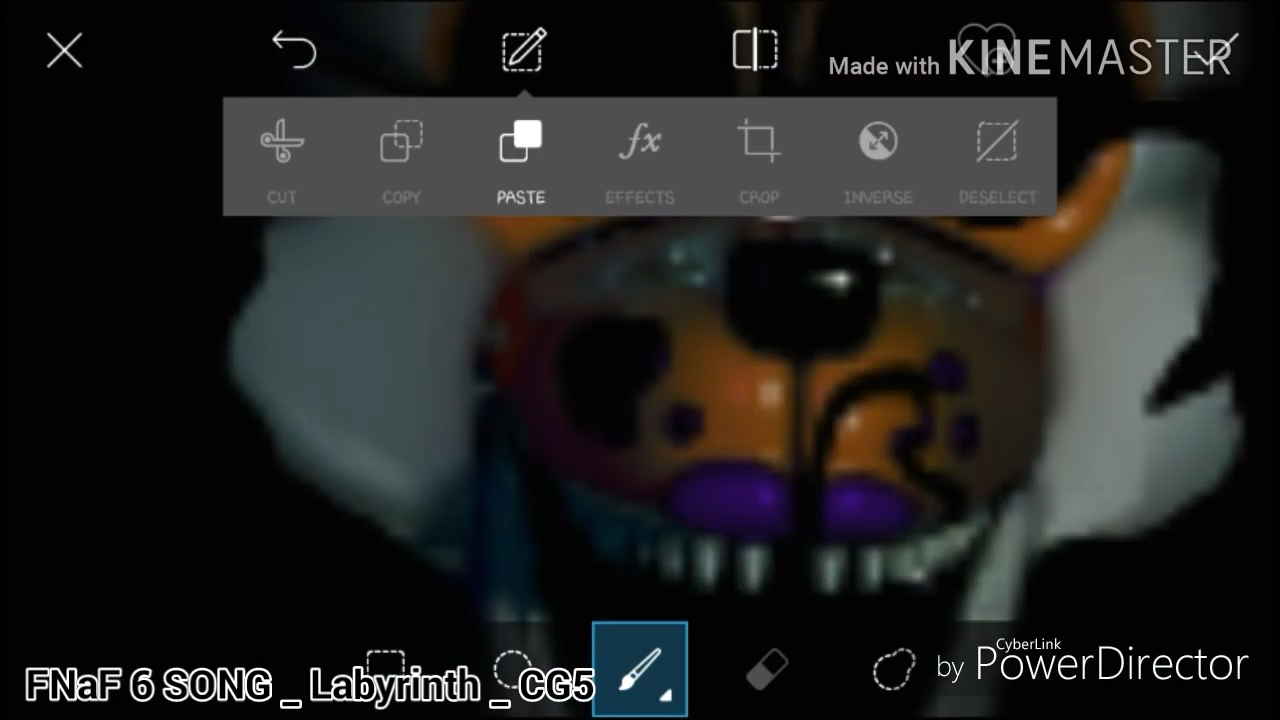 Made with KINEMASTER
CUT COPY PASTE EFFECTS CROP INVERSE DESELECT
FNaF 6 SONG _ Labyrinth _ CG5
by CyberLink PowerDirector